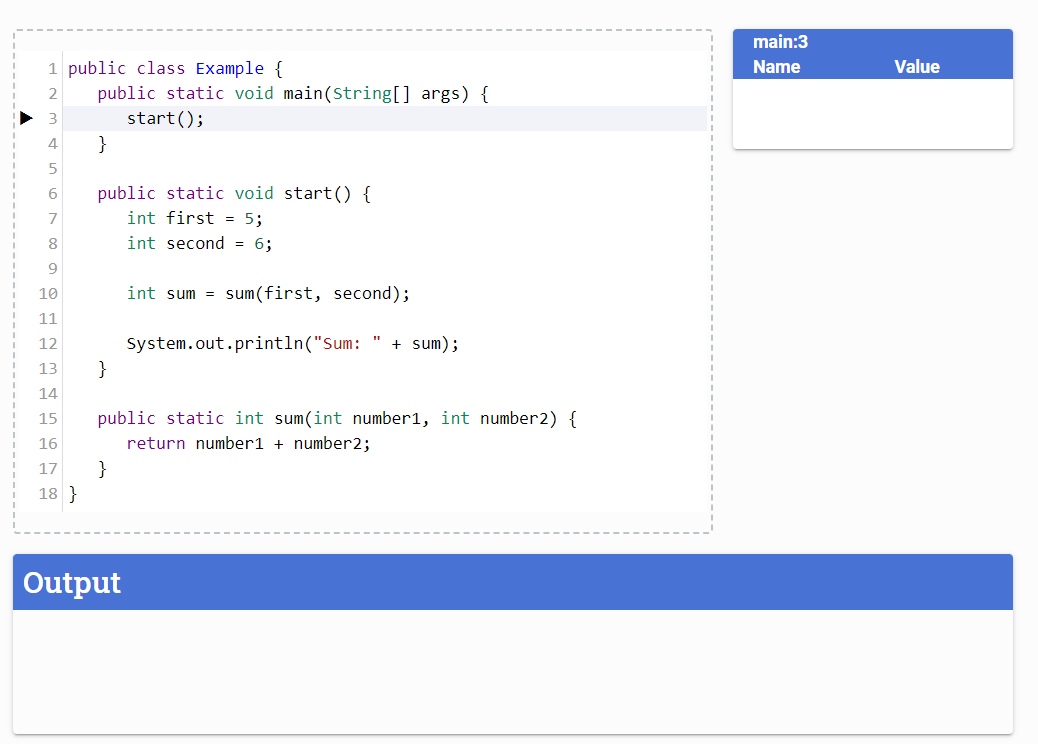 1 public class Example {
2    public static void main(String[] args) {
3       start();
4    }
5
6    public static void start() {
7       int first = 5;
8       int second = 6;
9
10       int sum = sum(first, second);
11
12       System.out.println("Sum: " + sum);
13    }
14
15    public static int sum(int number1, int number2) {
16       return number1 + number2;
17    }
18 }
main:3
Name Value
Output